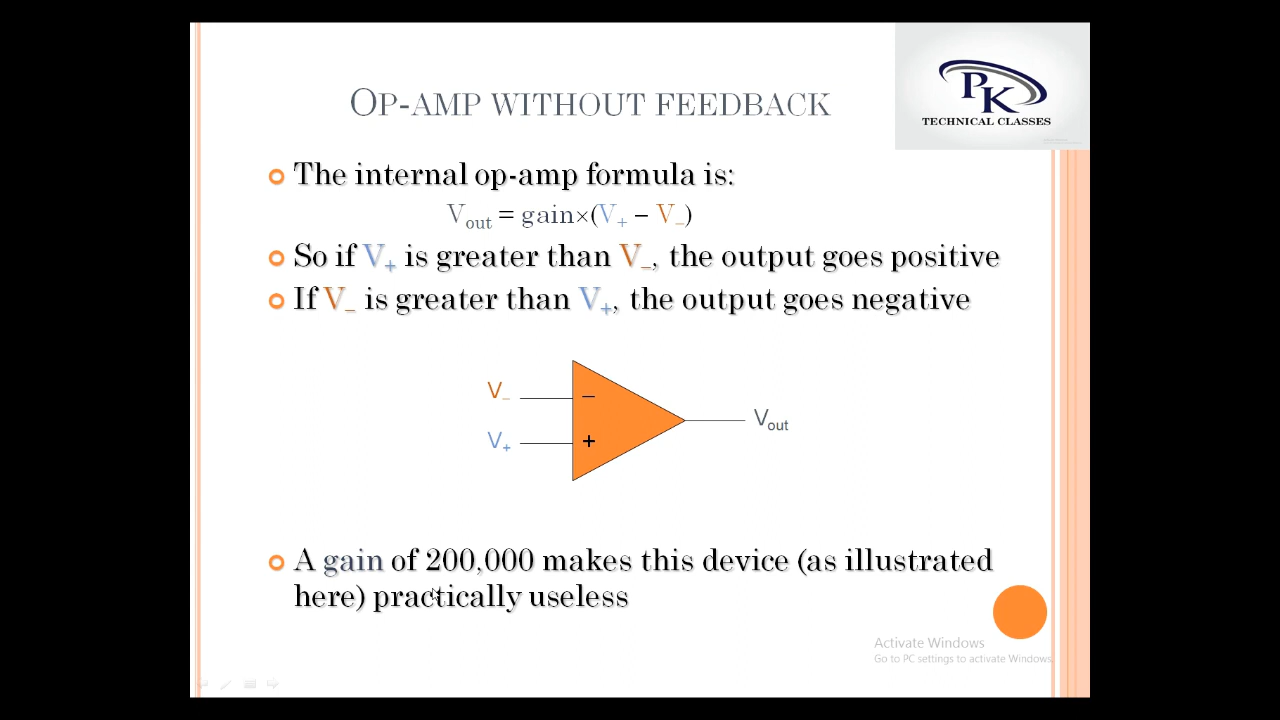 PK
TECHNICAL CLASSES
OP-AMP WITHOUT FEEDBACK
The internal op-amp formula is:
Vout = gain×(V+ – V–)
So if V+ is greater than V–, the output goes positive
If V– is greater than V+, the output goes negative
V–
–
V+
+
Vout
A gain of 200,000 makes this device (as illustrated
here) practically useless
Activate Windows
Go to PC settings to activate Windows.